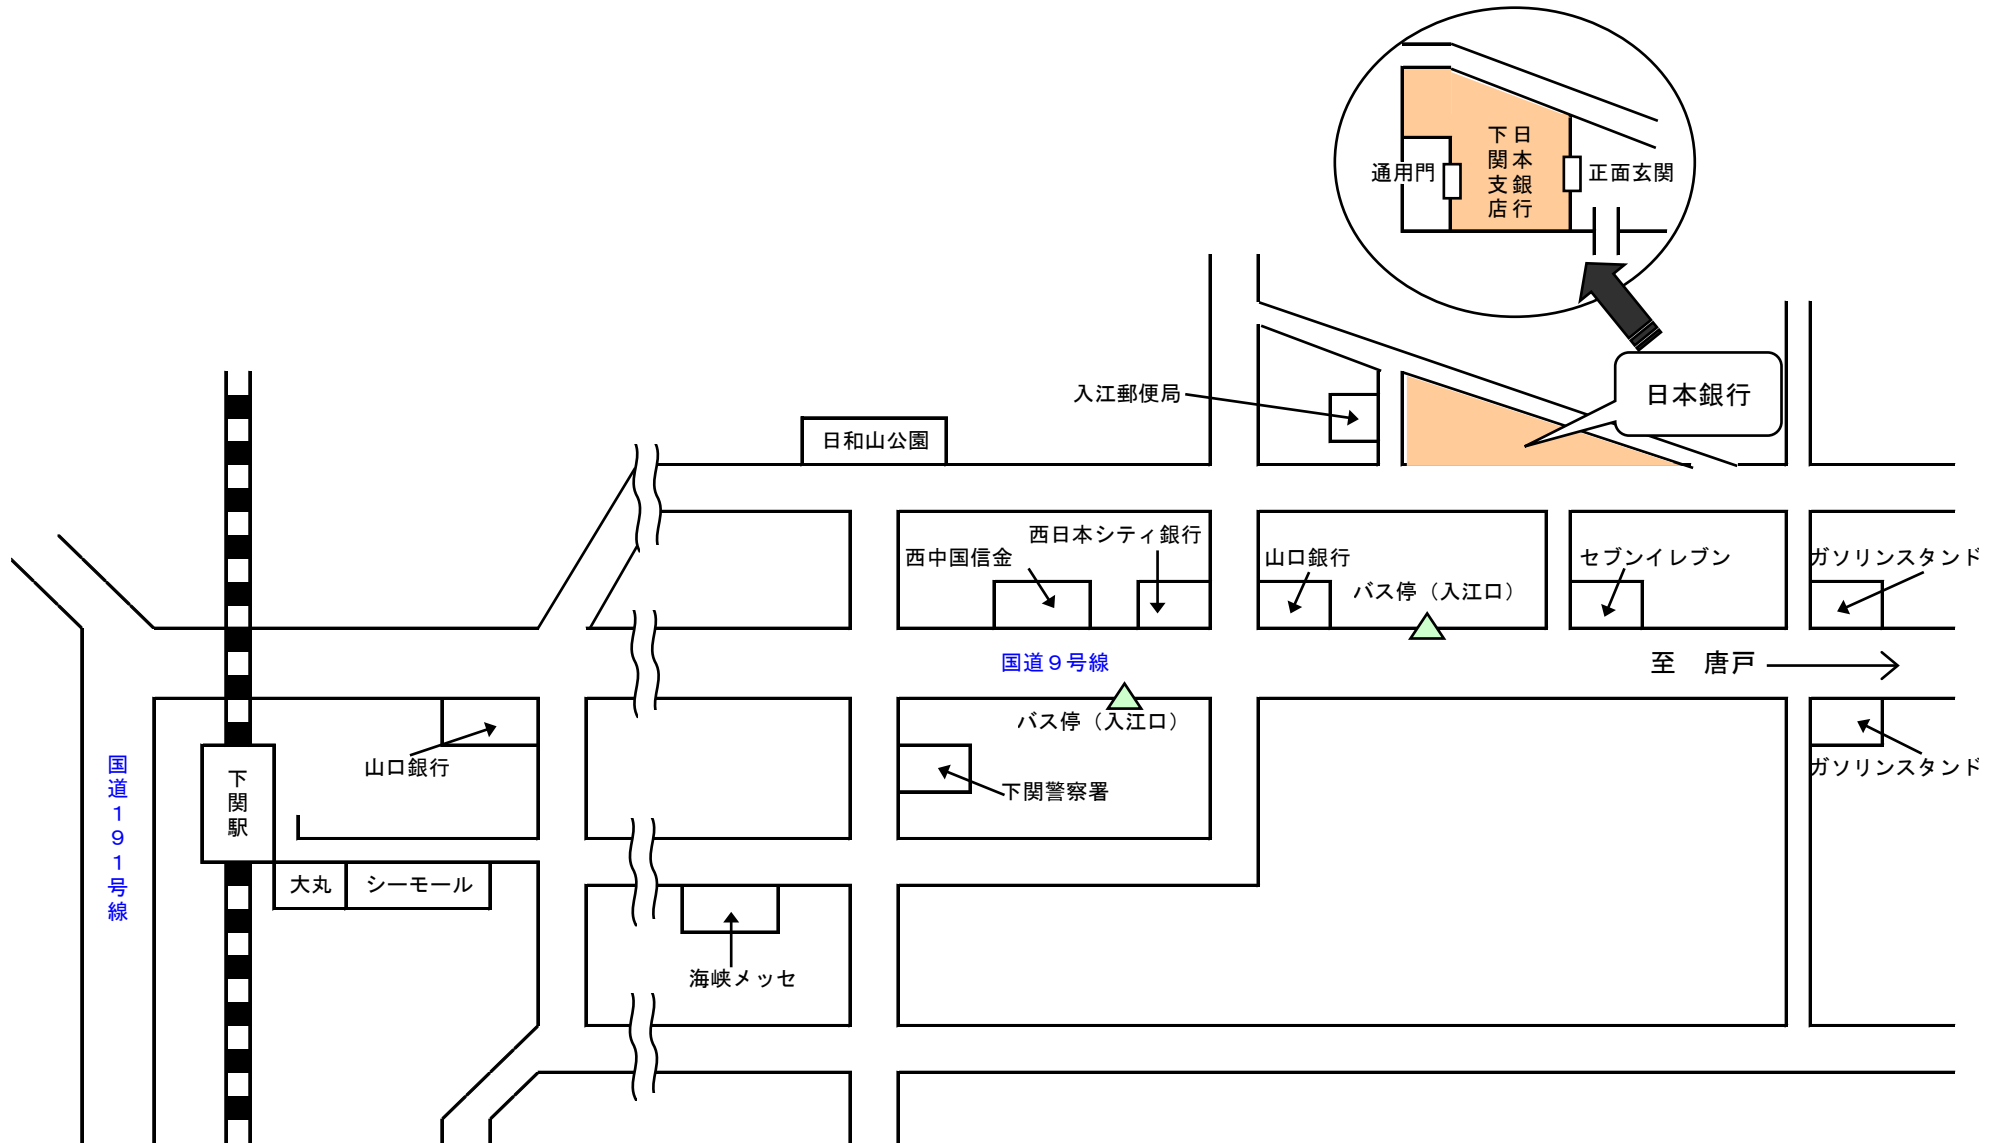 日本銀行
下関支店
通用門
正面玄関
入江郵便局
日本銀行
日和山公園
西日本シティ銀行
西中国信金
山口銀行
セブンイレブン
ガソリンスタンド
バス停（入江口）
国道９号線
至　唐戸
バス停（入江口）
国道１９１号線
下関駅
山口銀行
下関警察署
ガソリンスタンド
大丸
シーモール
海峡メッセ